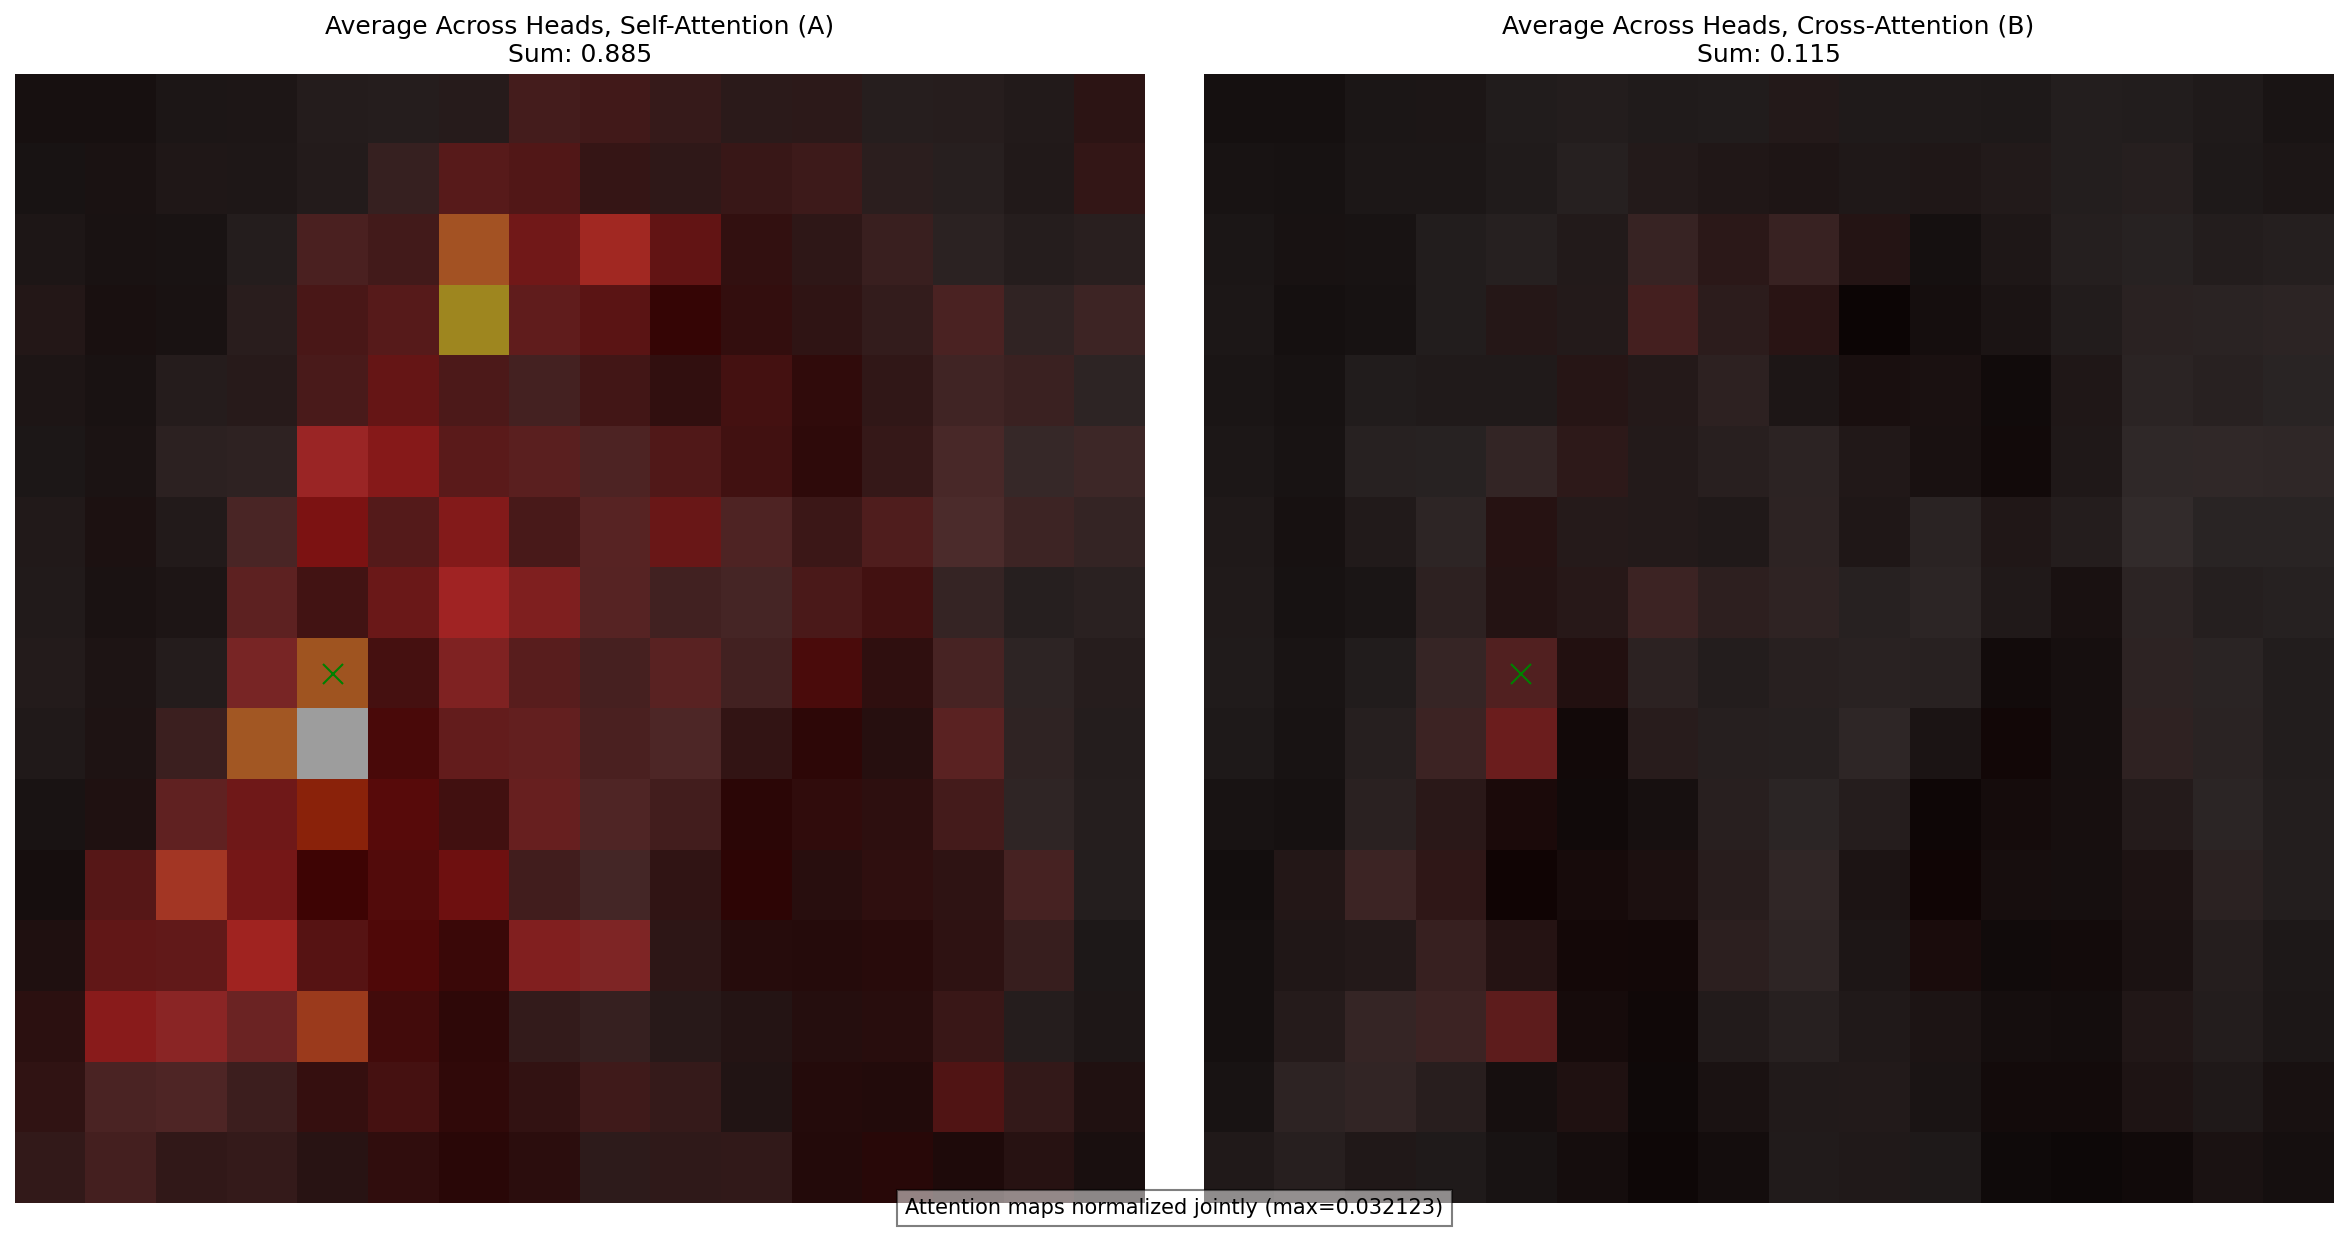 Average Across Heads, Self-Attention (A)
Sum: 0.885
Average Across Heads, Cross-Attention (B)
Sum: 0.115
Attention maps normalized jointly (max=0.032123)